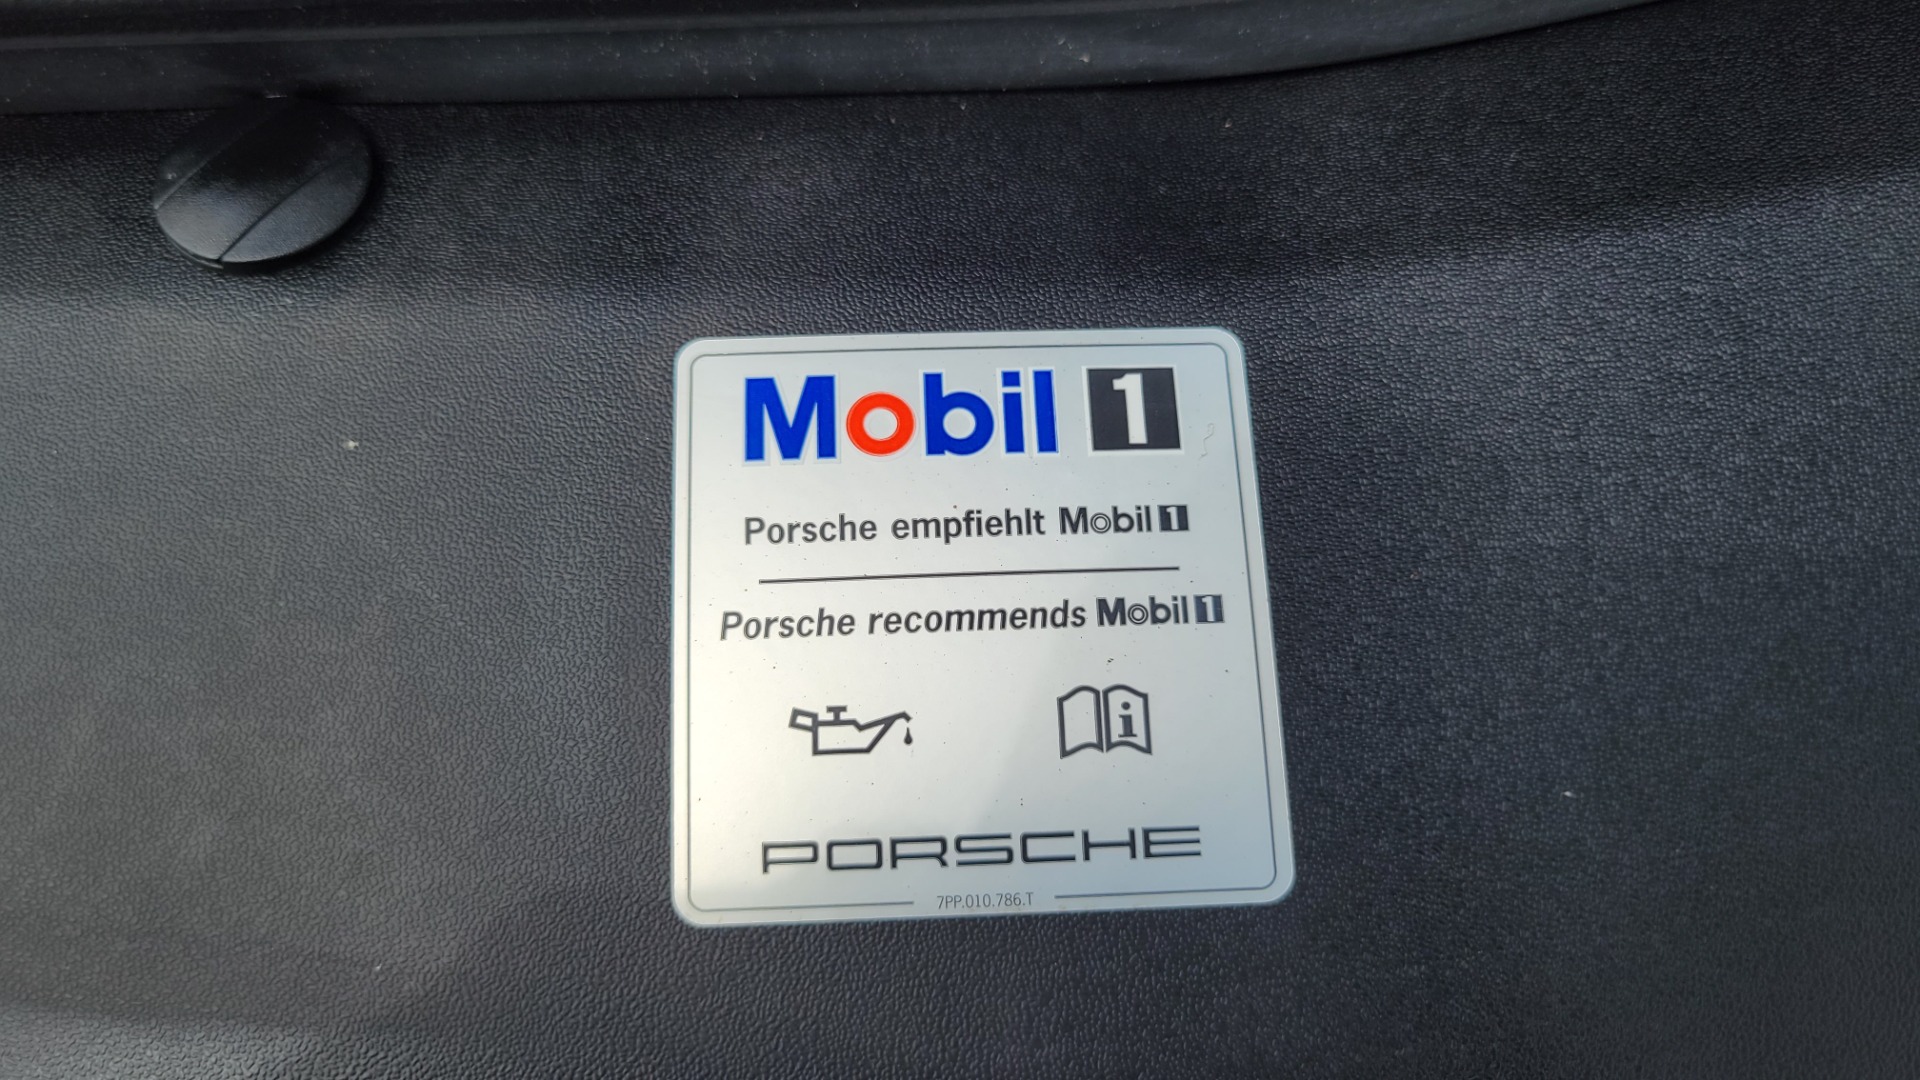 Mobil 1
Porsche empfiehlt Mobil 1
Porsche recommends Mobil 1
i
PORSCHE
7PP.010.786.T